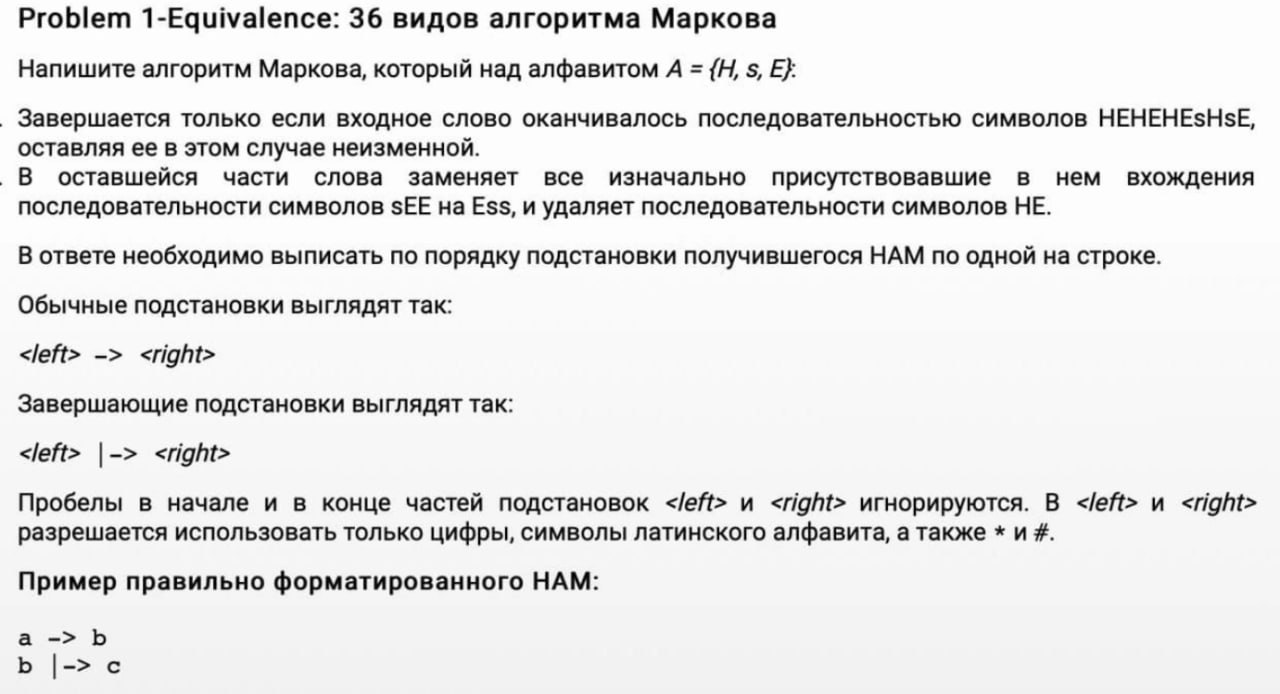 Problem 1-Equivalence: 36 видов алгоритма Маркова
Напишите алгоритм Маркова, который над алфавитом A = {H, s, E}:
. Завершается только если входное слово оканчивалось последовательностью символов HEHEHEsHsE,
оставляя ее в этом случае неизменной.
. В оставшейся части слова заменяет все изначально присутствовавшие в нем вхождения
последовательности символов sEE на Ess, и удаляет последовательности символов HE.
В ответе необходимо выписать по порядку подстановки получившегося НАМ по одной на строке.
Обычные подстановки выглядят так:
<left> –> <right>
Завершающие подстановки выглядят так:
<left> |–> <right>
Пробелы в начале и в конце частей подстановок <left> и <right> игнорируются. В <left> и <right>
разрешается использовать только цифры, символы латинского алфавита, а также * и #.
Пример правильно форматированного НАМ:
a –> b
b |–> c